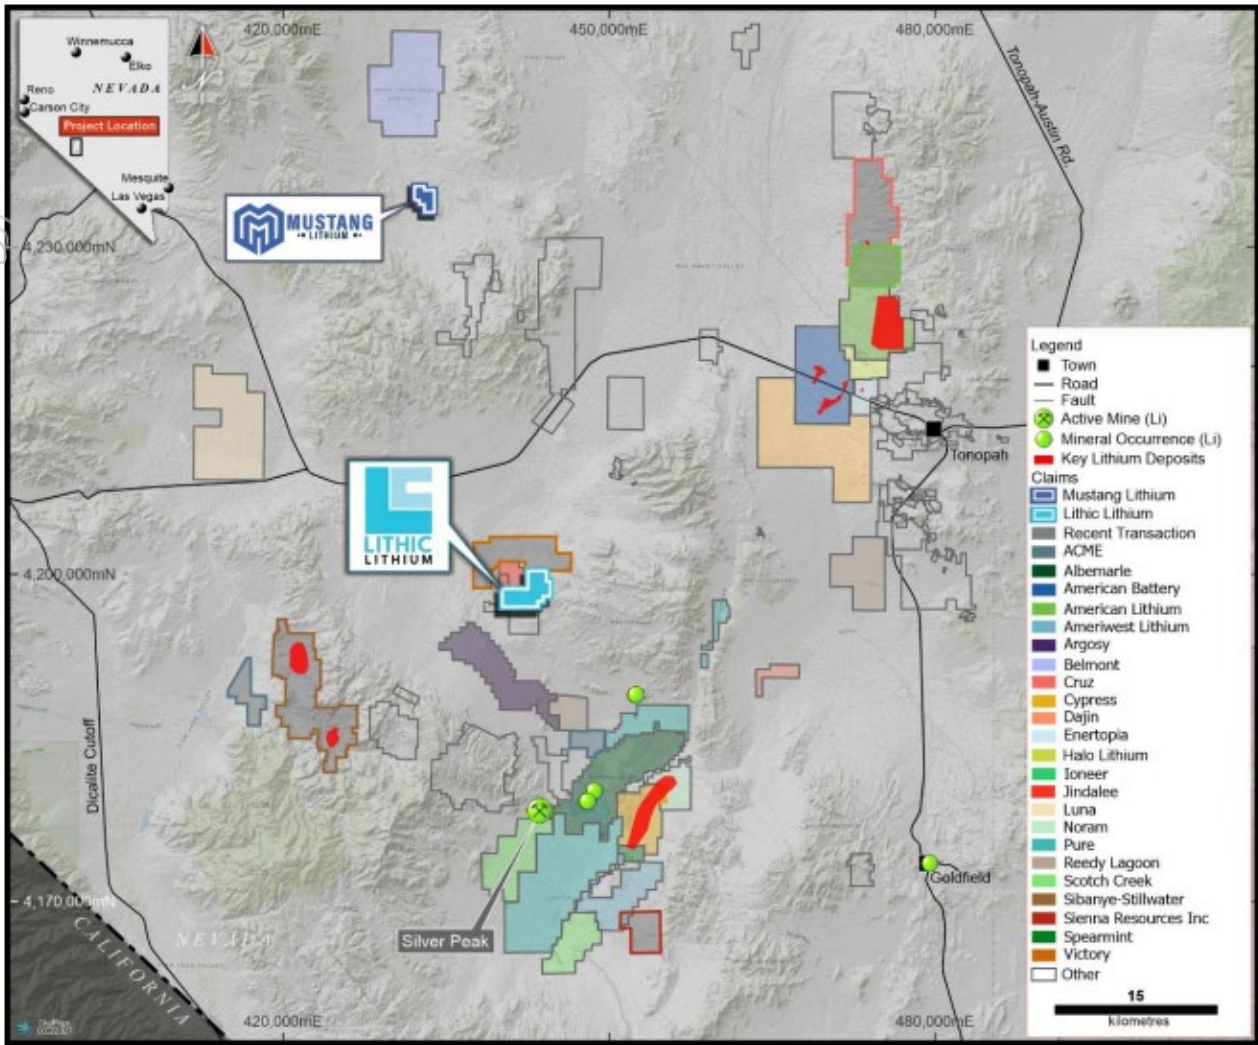 420,000mE
450,000mE
480,000mE
Winnemucca
Elko
NEVADA
Reno
Carson City
Project Location
Mesquite
Las Vegas
N
Tonopah-Austin Rd.
MUSTANG
LITHIUM
4,230,000mN
Tonopah
LITHIC
LITHIUM
4,200,000mN
Dicalite Cutoff
Goldfield
4,170,000mN
Silver Peak
NEVADA
CALIFORNIA
420,000mE
480,000mE
Legend
Town
Road
Fault
Active Mine (Li)
Mineral Occurrence (Li)
Key Lithium Deposits
Claims
Mustang Lithium
Lithic Lithium
Recent Transaction
ACME
Albemarle
American Battery
American Lithium
Ameriwest Lithium
Argosy
Belmont
Cruz
Cypress
Dajin
Enertopia
Halo Lithium
Ioneer
Jindalee
Luna
Noram
Pure
Reedy Lagoon
Scotch Creek
Sibanye-Stillwater
Sienna Resources Inc
Spearmint
Victory
Other
15
kilometres